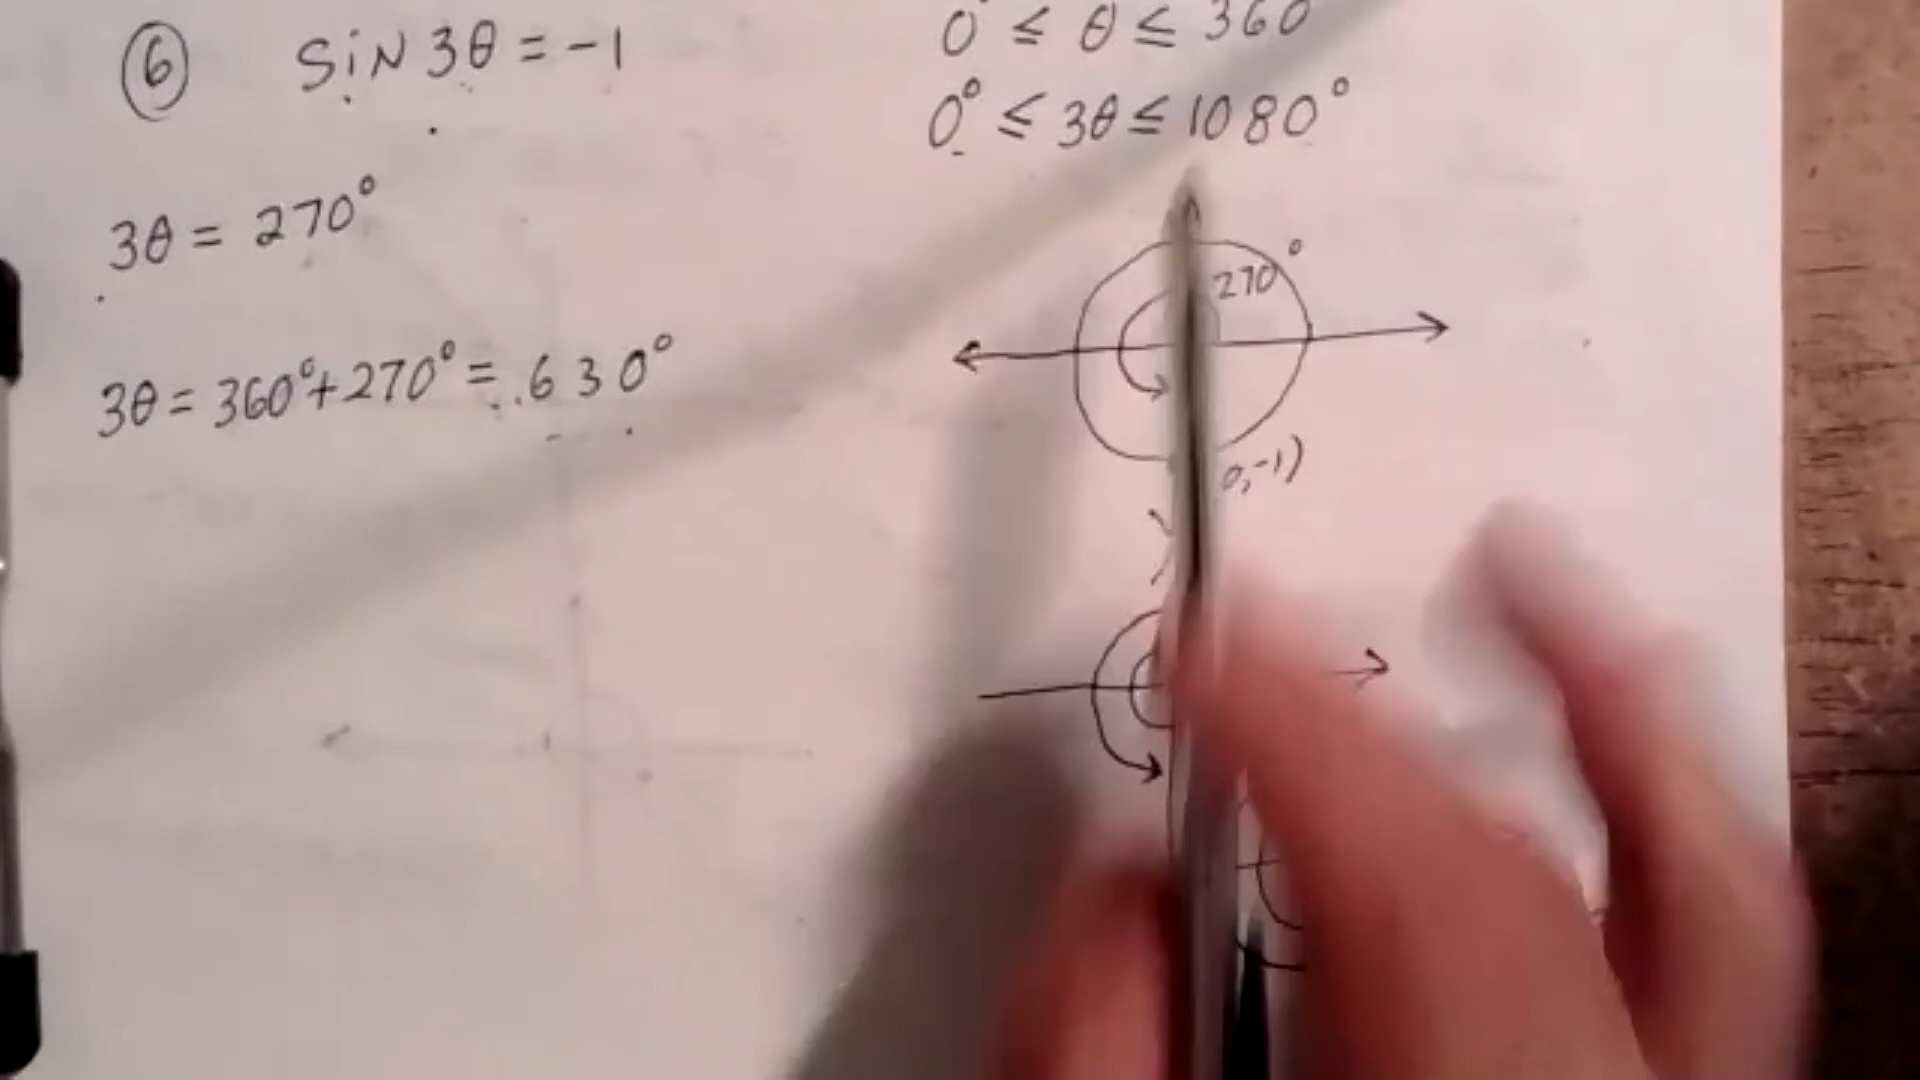 ⑥ SiN 3θ = -1
0° ≤ θ ≤ 360
0° ≤ 3θ ≤ 1080°
3θ = 270°
3θ = 360° + 270° = 630°
270°
0,-1)